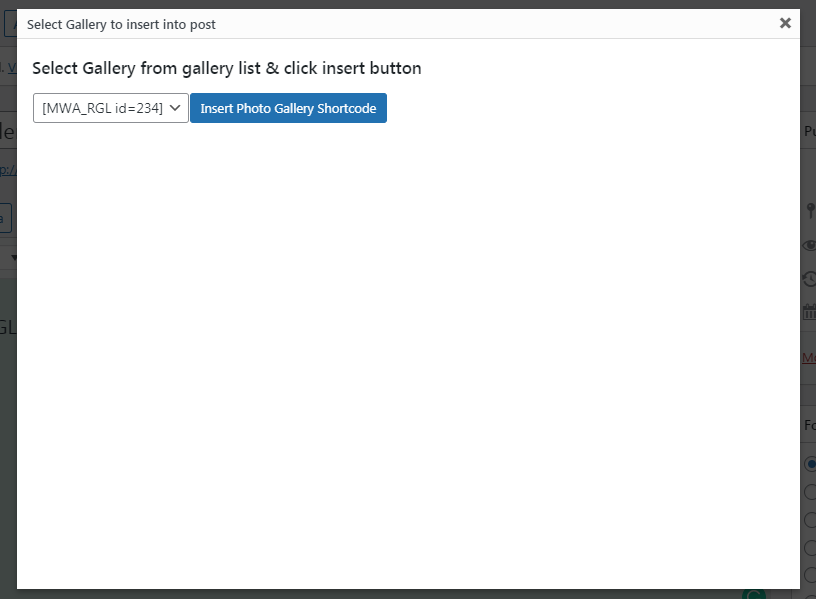 Select Gallery to insert into post
Select Gallery from gallery list & click insert button
[MWA_RGL id=234]
Insert Photo Gallery Shortcode